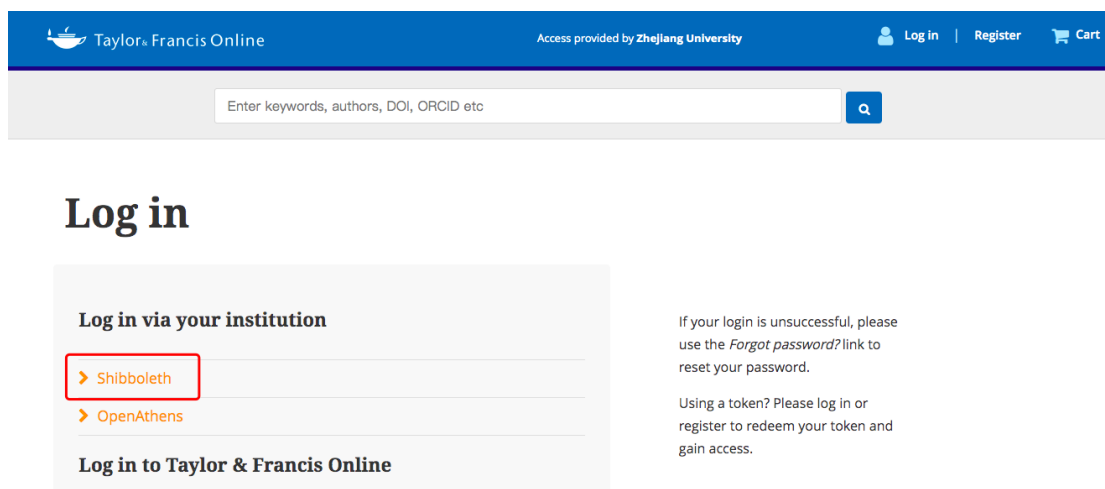 Taylor & Francis Online
Access provided by Zhejiang University
Log in | Register
Cart
Enter keywords, authors, DOI, ORCID etc
Log in
Log in via your institution
Shibboleth
OpenAthens
Log in to Taylor & Francis Online
If your login is unsuccessful, please
use the Forgot password? link to
reset your password.
Using a token? Please log in or
register to redeem your token and
gain access.